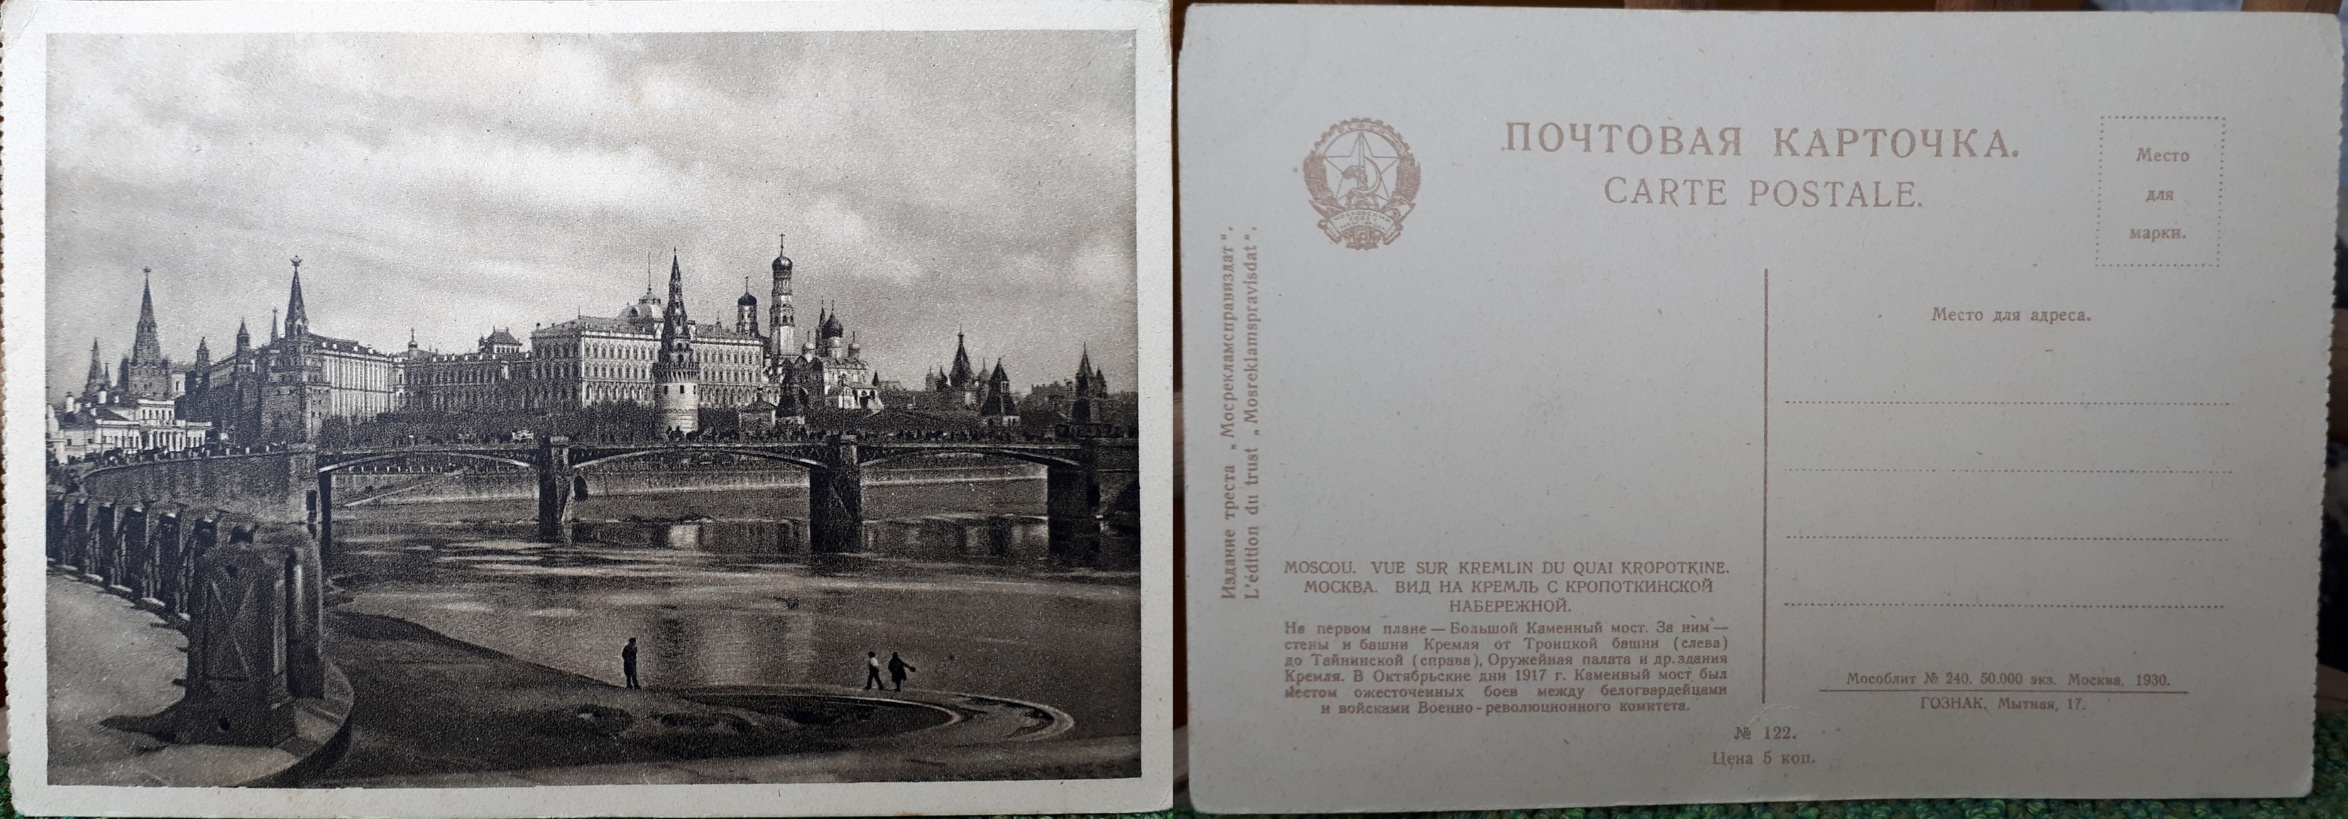 ПОЧТОВАЯ КАРТОЧКА.
CARTE POSTALE.
Место
для
марки.
Место для адреса.
Издание треста „Мосрекламсправиздат“.
L'édition du trust „Mosreklamspravisdat“.
MOSCOU. VUE SUR KREMLIN DU QUAI KROPOTKINE.
МОСКВА. ВИД НА КРЕМЛЬ С КРОПОТКИНСКОЙ
НАБЕРЕЖНОЙ.
На первом плане — Большой Каменный мост. За ним —
стены и башни Кремля от Троицкой башни (слева)
до Тайнинской (справа), Оружейная палата и др. здания
Кремля. В Октябрьские дни 1917 г. Каменный мост был
местом ожесточенных боев между белогвардейцами
и войсками Военно-революционного комитета.
Мособлит № 240. 50.000 экз. Москва, 1930.
ГОЗНАК. Мытная, 17.
№ 122.
Цена 5 коп.